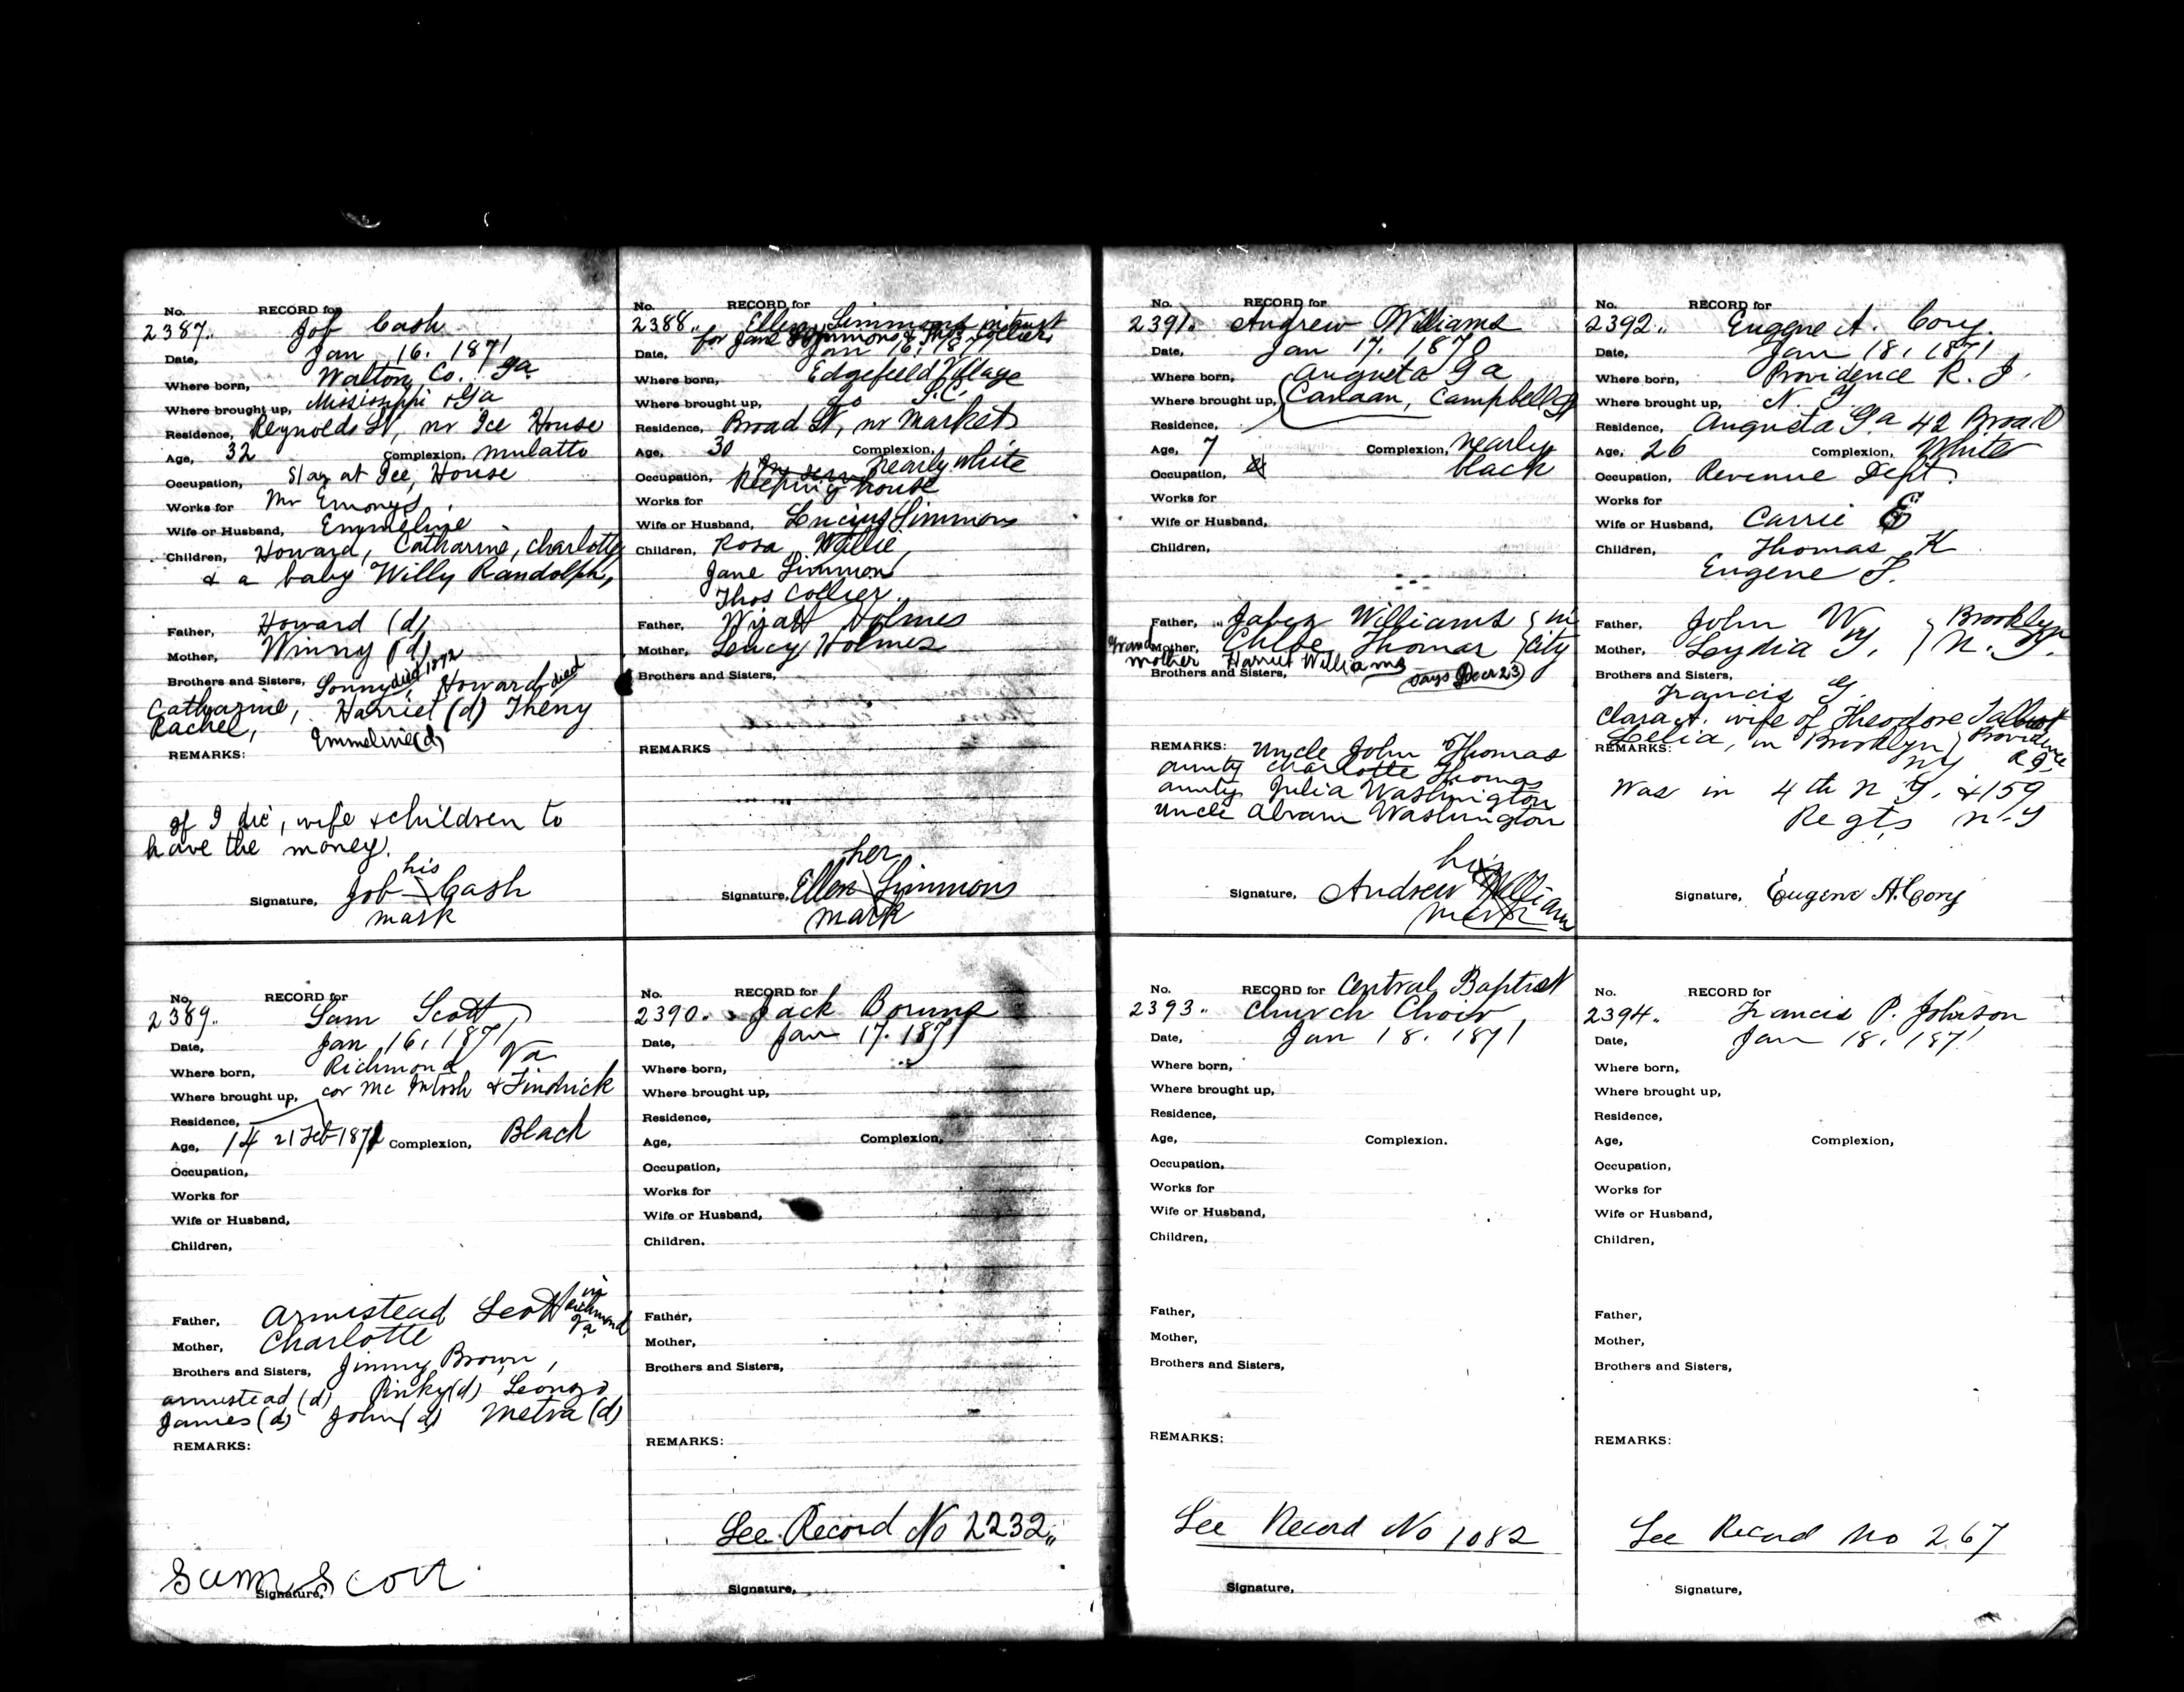 No. RECORD for
2387. Job Cash
Date, Jan 16. 1871
Where born, Walton Co. Ga
Where brought up, Mississippi & Ga
Residence, Reynolds St, nr Ice House
Age, 32 Complexion, mulatto
Occupation, at Ice House
Works for Mr
Wife or Husband, Emmeline
Children, Howard, Catharine, Charlotte
& a baby Willy Randolph,
Father, Howard (d)
Mother, Winny (d)
Brothers and Sisters, Sonny died 1872, Howard died
Catharine, Harriet (d) Theny
Rachel, Emmeline (d)
REMARKS:
If I die, wife & children to
have the money.
his
Signature, Job Cash
mark
No. RECORD for
2388. Ellen Simmons in trust
for Jane Simmons & Thos Collier
Date, Jan 16, 1871
Where born, Edgefield Village
Where brought up, do S.C.
Residence, Broad St, nr Market
Age, 30 Complexion, nearly white
Occupation, Keeping house
Works for
Wife or Husband, Lucius Simmons
Children, Rosa Willie
Jane Simmon
Thos Collier.
Father, Wyatt Holmes
Mother, Lucy Holmes
Brothers and Sisters,
REMARKS
her
Signature, Ellen Simmons
mark
No. RECORD for
2391. Andrew Williams
Date, Jan 17. 1870
Where born, Augusta Ga
Where brought up, Canaan, Campbell St
Residence,
Age, 7 Complexion, nearly
Occupation, black
Works for
Wife or Husband,
Children,
Father, Jabez Williams } in
Grand Mother, Chloe Thomas } City
mother Harriet Williams
Brothers and Sisters, (says Decr 23)
REMARKS: Uncle John Thomas
aunty Charlotte Thomas
aunty Julia Washington
Uncle Abram Washington
his
Signature, Andrew Williams
mark
No. RECORD for
2392. Eugene A. Cory.
Date, Jan 18, 1871
Where born, Providence R. I.
Where brought up, N. Y
Residence, Augusta Ga 42 Broad
Age, 26 Complexion, White
Occupation, Revenue Dept.
Works for
Wife or Husband, Carrie E
Children, Thomas K
Eugene F.
Father, John W } Brooklyn
Mother, Lydia Y. } N. Y.
Brothers and Sisters,
Francis G.
Clara A. wife of Theodore Talbot
Celia, in Brooklyn NY Providence R I
REMARKS:
Was in 4th N Y. & 159
Regts N.Y
Signature, Eugene A. Cory
No. RECORD for
2389. Sam Scott
Date, Jan 16, 1871
Where born, Richmond Va
Where brought up, cor McIntosh &
Residence,
Age, 14 21 Feb 1871 Complexion, Black
Occupation,
Works for
Wife or Husband,
Children,
Father, Armistead Scott in Richmond Va
Mother, Charlotte
Brothers and Sisters, Jimmy Brown,
armistead (d) Pinky (d)
James (d) John (d) Metra (d)
REMARKS:
Sam Scott
Signature,
No. RECORD for
2390. Jack
Date, Jan 17. 1871
Where born,
Where brought up,
Residence,
Age, Complexion,
Occupation,
Works for
Wife or Husband,
Children.
Father,
Mother,
Brothers and Sisters,
REMARKS:
See Record No 2232
Signature,
No. RECORD for Central Baptist
2393. Church Choir,
Date, Jan 18. 1871
Where born,
Where brought up,
Residence,
Age, Complexion.
Occupation,
Works for
Wife or Husband,
Children,
Father,
Mother,
Brothers and Sisters,
REMARKS:
See Record No 1082
Signature,
No. RECORD for
2394. Francis P. Johnson
Date, Jan 18, 1871
Where born,
Where brought up,
Residence,
Age, Complexion,
Occupation,
Works for
Wife or Husband,
Children,
Father,
Mother,
Brothers and Sisters,
REMARKS:
See Record No 267
Signature,